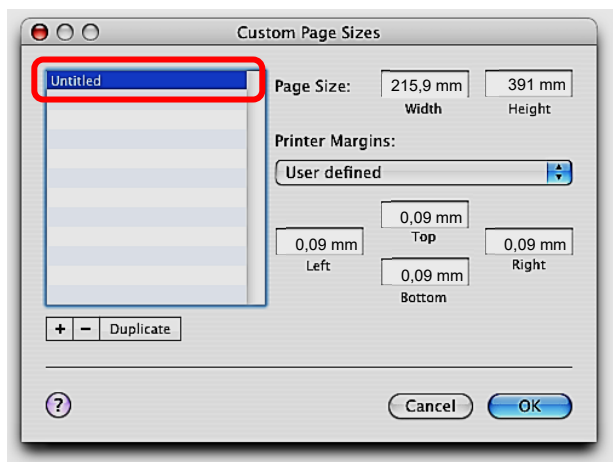 Custom Page Sizes
Untitled
Page Size: 215,9 mm 391 mm
Width Height
Printer Margins:
User defined
0,09 mm
Top
0,09 mm 0,09 mm
Left Right
0,09 mm
Bottom
+ - Duplicate
? Cancel OK